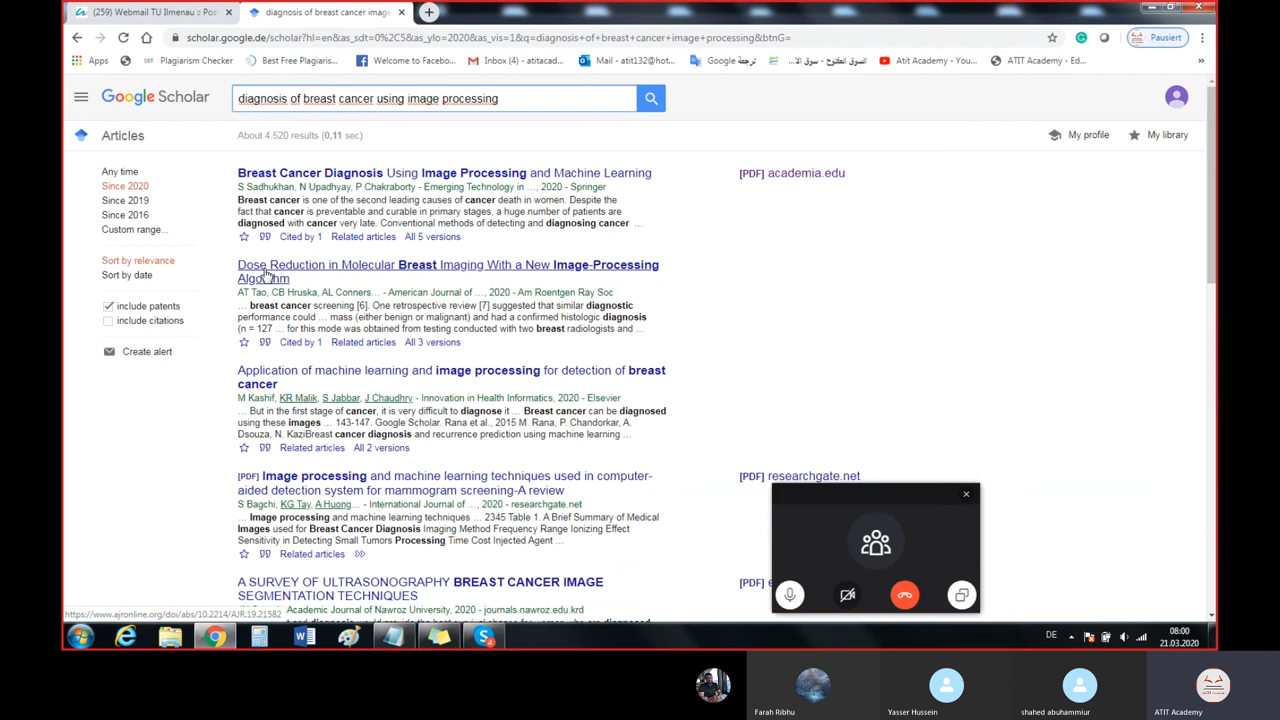 (259) Webmail TU Ilmenau :: Post
diagnosis of breast cancer imag
scholar.google.de/scholar?hl=en&as_sdt=0%2C5&as_ylo=2020&as_vis=1&q=diagnosis+of+breast+cancer+image+processing&btnG=
Pausiert
Apps
Plagiarism Checker
Best Free Plagiaris...
Welcome to Facebo...
Inbox (4) - atitacad...
Mail - atit132@hot...
ترجمة Google
السوق المفتوح - سوق الا...
Atit Academy - You...
ATIT Academy - Ed...
Google Scholar
diagnosis of breast cancer using image processing
Articles
About 4.520 results (0,11 sec)
My profile
My library
Any time
Since 2020
Since 2019
Since 2016
Custom range...
Sort by relevance
Sort by date
include patents
include citations
Create alert
Breast Cancer Diagnosis Using Image Processing and Machine Learning
[PDF] academia.edu
S Sadhukhan, N Upadhyay, P Chakraborty - Emerging Technology in ..., 2020 - Springer
Breast cancer is one of the second leading causes of cancer death in women. Despite the
fact that cancer is preventable and curable in primary stages, a huge number of patients are
diagnosed with cancer very late. Conventional methods of detecting and diagnosing cancer ...
Cited by 1 Related articles All 5 versions
Dose Reduction in Molecular Breast Imaging With a New Image-Processing
Algorithm
AT Tao, CB Hruska, AL Conners... - American Journal of ..., 2020 - Am Roentgen Ray Soc
... breast cancer screening [6]. One retrospective review [7] suggested that similar diagnostic
performance could ... mass (either benign or malignant) and had a confirmed histologic diagnosis
(n = 127 ... for this mode was obtained from testing conducted with two breast radiologists and ...
Cited by 1 Related articles All 3 versions
Application of machine learning and image processing for detection of breast
cancer
M Kashif, KR Malik, S Jabbar, J Chaudhry - Innovation in Health Informatics, 2020 - Elsevier
... But in the first stage of cancer, it is very difficult to diagnose it ... Breast cancer can be diagnosed
using these images ... 143-147. Google Scholar. Rana et al., 2015 M. Rana, P. Chandorkar, A.
Dsouza, N. KaziBreast cancer diagnosis and recurrence prediction using machine learning ...
Related articles All 2 versions
[PDF] Image processing and machine learning techniques used in computer-
aided detection system for mammogram screening-A review
[PDF] researchgate.net
S Bagchi, KG Tay, A Huong... - International Journal of ..., 2020 - researchgate.net
... Image processing and machine learning techniques ... 2345 Table 1. A Brief Summary of Medical
Images used for Breast Cancer Diagnosis Imaging Method Frequency Range Ionizing Effect
Sensitivity in Detecting Small Tumors Processing Time Cost Injected Agent ...
Related articles
A SURVEY OF ULTRASONOGRAPHY BREAST CANCER IMAGE
SEGMENTATION TECHNIQUES
[PDF]
Academic Journal of Nawroz University, 2020 - journals.nawroz.edu.krd
https://www.ajronline.org/doi/abs/10.2214/AJR.19.21582
DE
08:00
21.03.2020
Farah Ribhu
Yasser Hussein
shahed abuhammiur
ATIT Academy